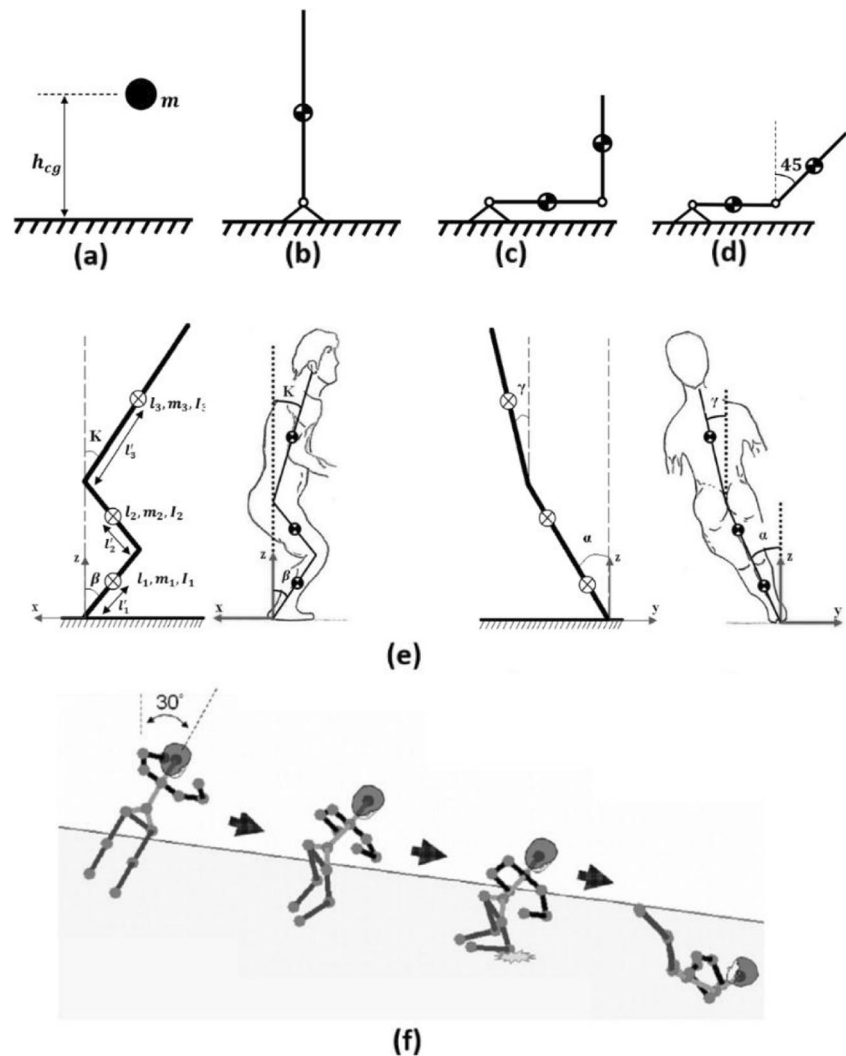 m
h_cg
(a)
(b)
(c)
45
(d)
K
l_3, m_3, I_3
l'_3
l_2, m_2, I_2
l'_2
z
β
l_1, m_1, I_1
l'_1
x
K
z
β
x
γ
α
z
y
γ
α
z
y
(e)
30°
(f)